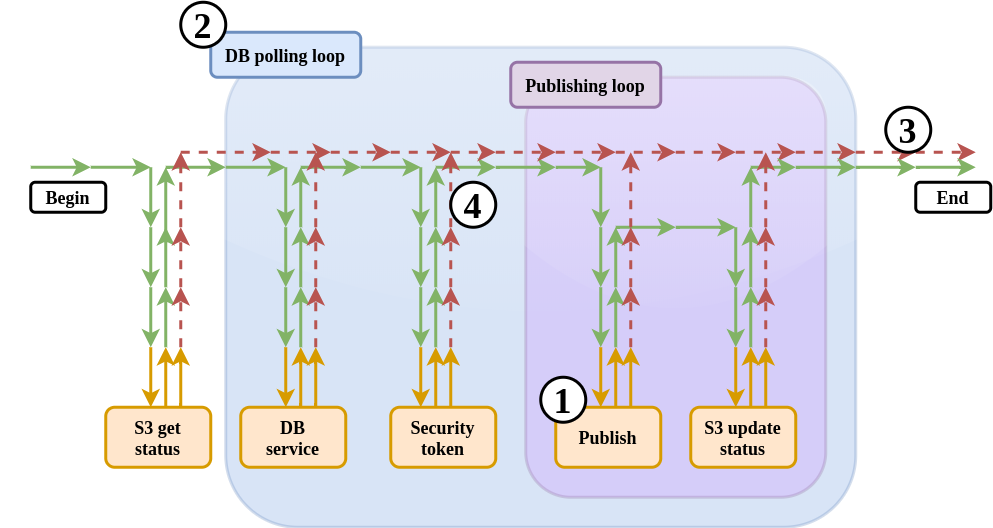 2
DB polling loop
Publishing loop
3
Begin
4
End
1
S3 get
status
DB
service
Security
token
Publish
S3 update
status